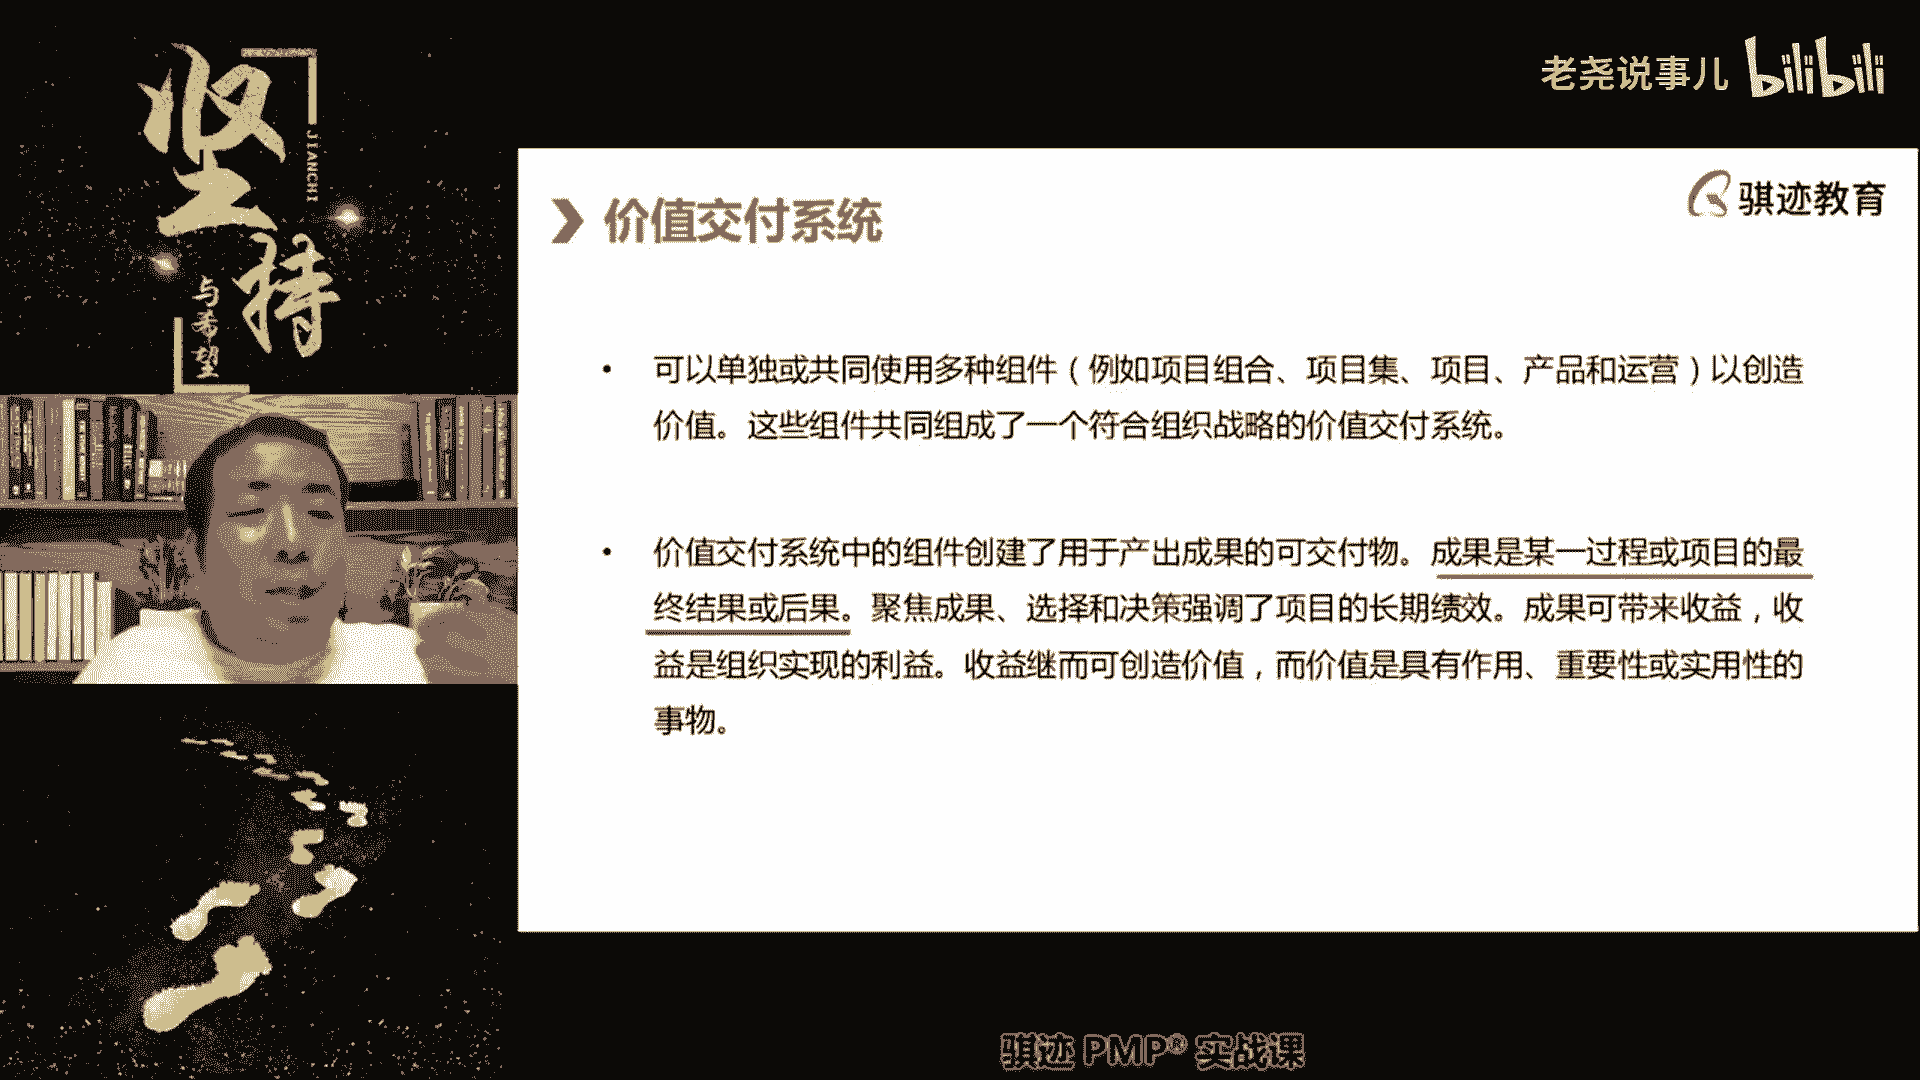 坚持
JIANCHI
与希望
老尧说事儿 bilibili
骐迹教育
价值交付系统
• 可以单独或共同使用多种组件（例如项目组合、项目集、项目、产品和运营）以创造
价值。这些组件共同组成了一个符合组织战略的价值交付系统。
• 价值交付系统中的组件创建了用于产出成果的可交付物。成果是某一过程或项目的最
终结果或后果。聚焦成果、选择和决策强调了项目的长期绩效。成果可带来收益，收
益是组织实现的利益。收益继而可创造价值，而价值是具有作用、重要性或实用性的
事物。
骐迹 PMP® 实战课